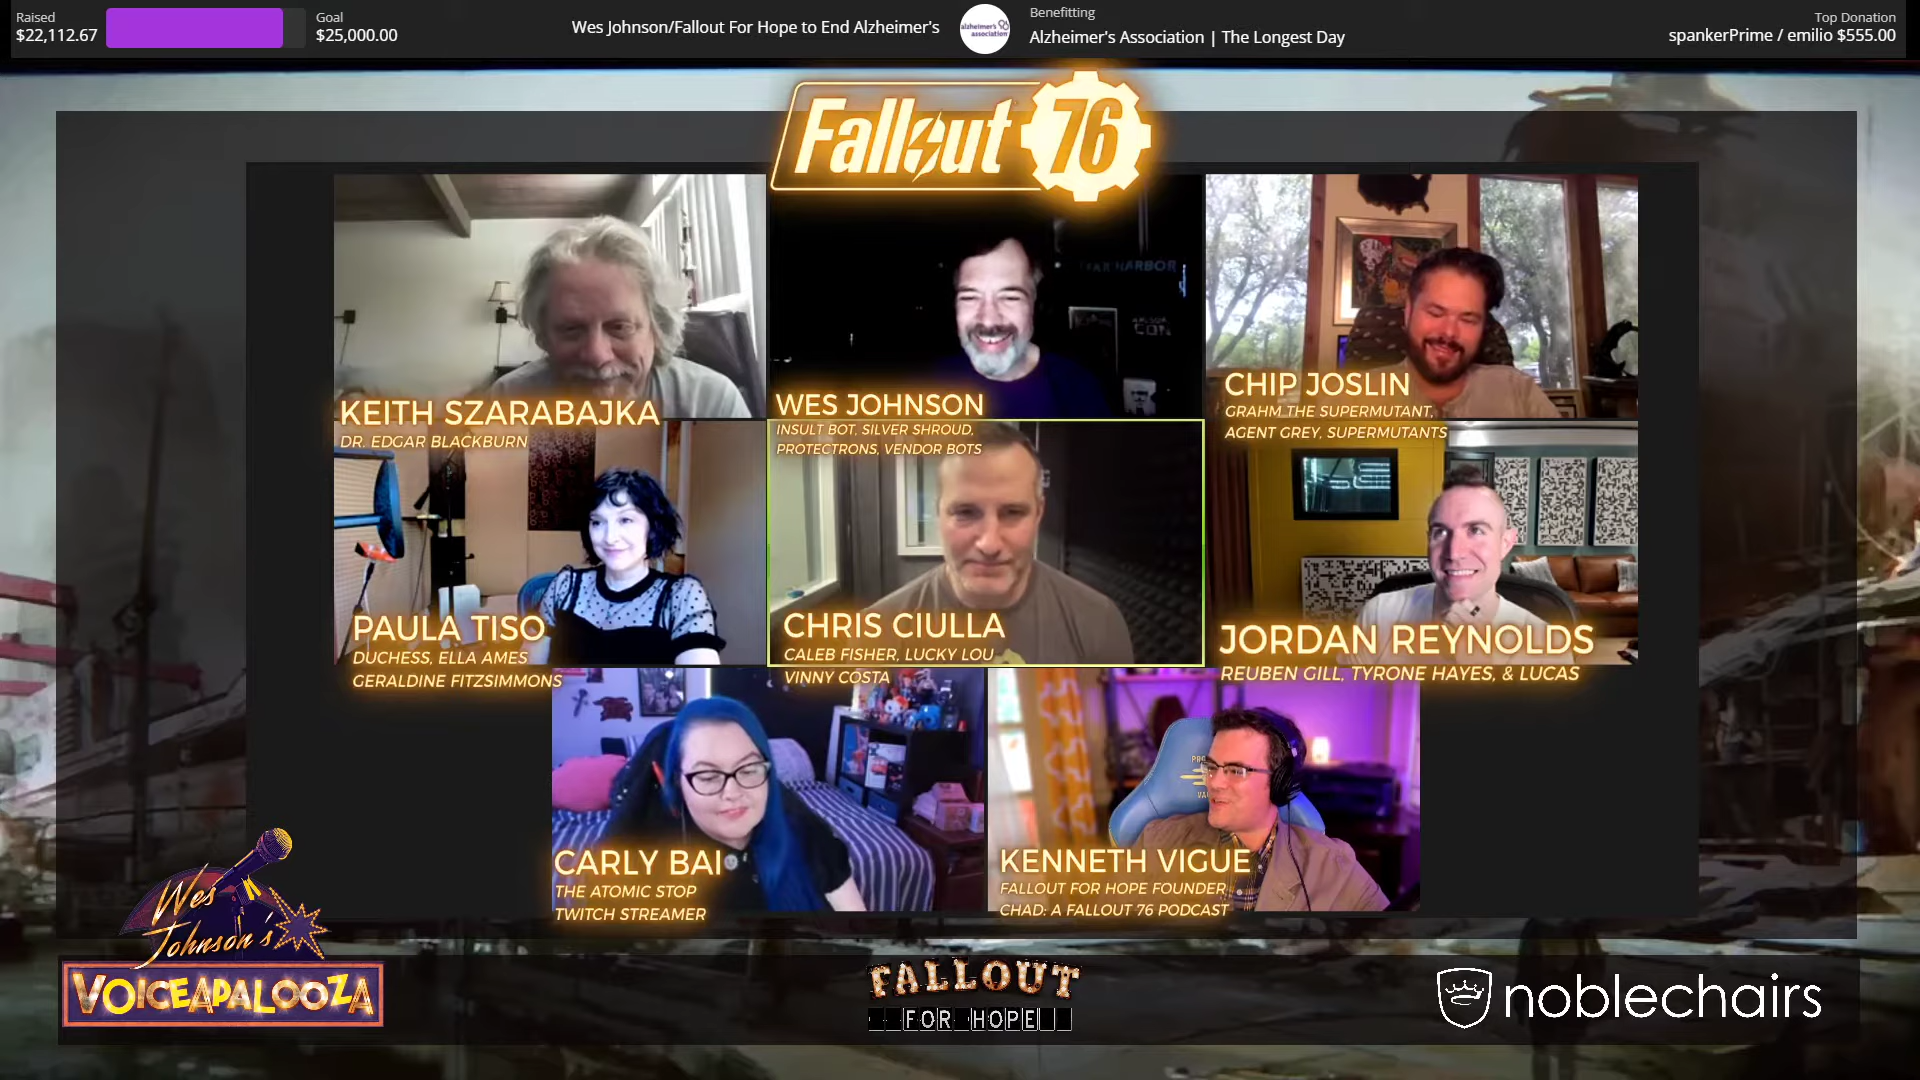 Raised
$22,112.67
Goal
$25,000.00
Wes Johnson/Fallout For Hope to End Alzheimer's
alzheimer's
association
Benefitting
Alzheimer's Association | The Longest Day
Top Donation
spankerPrime / emilio $555.00
Fallout 76
FAR HARBOR
KEITH SZARABAJKA
DR. EDGAR BLACKBURN
WES JOHNSON
INSULT BOT, SILVER SHROUD,
PROTECTRONS, VENDOR BOTS
CHIP JOSLIN
GRAHM THE SUPERMUTANT,
AGENT GREY, SUPERMUTANTS
PAULA TISO
DUCHESS, ELLA AMES
GERALDINE FITZSIMMONS
CHRIS CIULLA
CALEB FISHER, LUCKY LOU
VINNY COSTA
JORDAN REYNOLDS
REUBEN GILL, TYRONE HAYES, & LUCAS
CARLY BAI
THE ATOMIC STOP
TWITCH STREAMER
KENNETH VIGUE
FALLOUT FOR HOPE FOUNDER
CHAD: A FALLOUT 76 PODCAST
Wes
Johnson's
VOICEAPALOOZA
FALLOUT
FOR HOPE
noblechairs